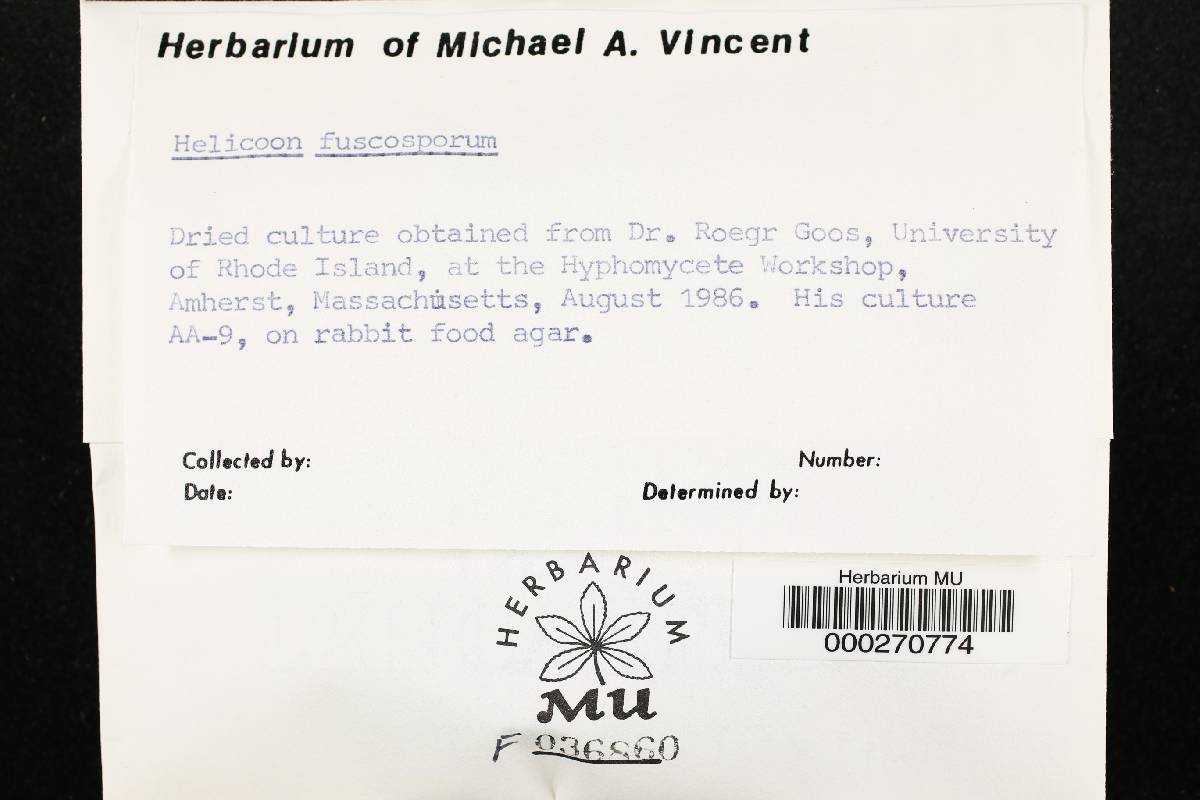 Herbarium of Michael A. Vincent
Helicoon fuscosporum
Dried culture obtained from Dr. Roegr Goos, University
of Rhode Island, at the Hyphomycete Workshop,
Amherst, Massachusetts, August 1986. His culture
AA-9, on rabbit food agar.
Collected by:
Number:
Date:
Determined by:
HERBARIUM
MU
F 036860
Herbarium MU
000270774